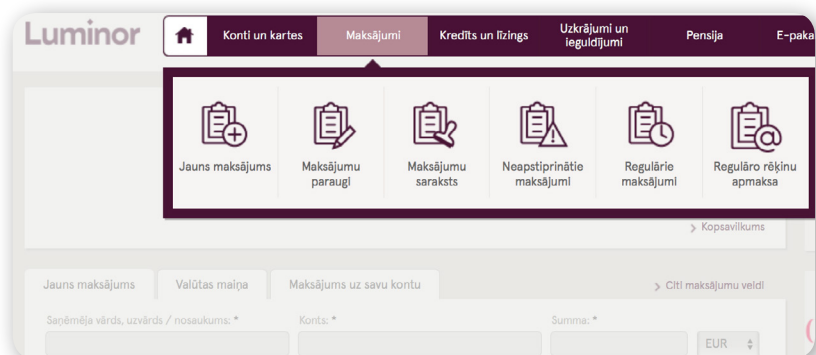 Luminor
Konti un kartes
Maksājumi
Kredīts un līzings
Uzkrājumi un
ieguldījumi
Pensija
E-paka
Jauns maksājums
Maksājumu
paraugi
Maksājumu
saraksts
Neapstiprinātie
maksājumi
Regulārie
maksājumi
Regulāro rēķinu
apmaksa
Kopsavilkums
Jauns maksājums
Valūtas maiņa
Maksājums uz savu kontu
Citi maksājumu veidi
Saņēmēja vārds, uzvārds / nosaukums: *
Konts: *
Summa: *
EUR